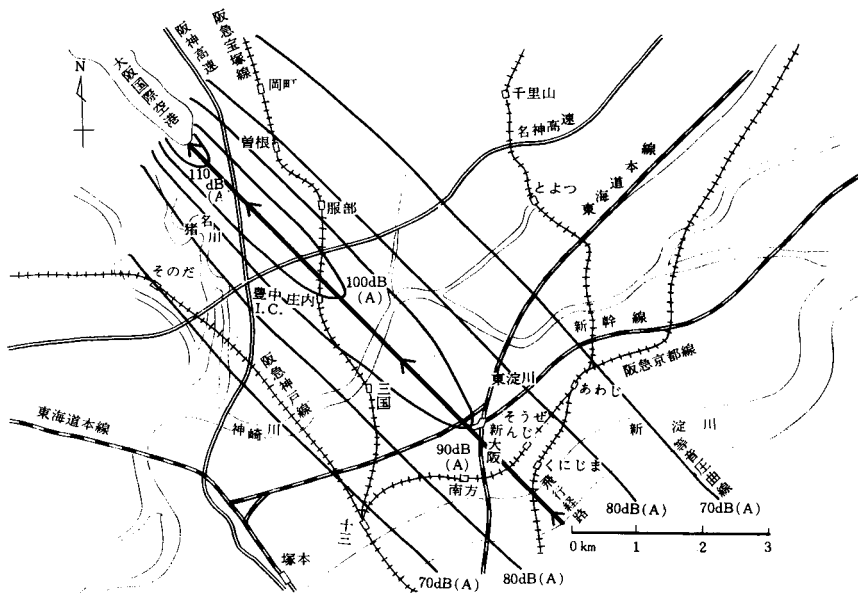 阪神高速
阪急宝塚線
大阪国際空港
N
岡町
曽根
服部
110
dB
(A)
猪名川
そのだ
豊中
I.C.
庄内
100dB
(A)
千里山
名神高速
とよつ
東海道本線
新幹線
阪急京都線
東淀川
あわじ
三国
阪急神戸線
神崎川
東海道本線
そうぜ
んじ
新大阪
新淀川
等音圧曲線
90dB
(A)
くにじま
南方
飛行経路
十三
塚本
70dB(A)
80dB(A)
80dB(A)
70dB(A)
0 km
1
2
3